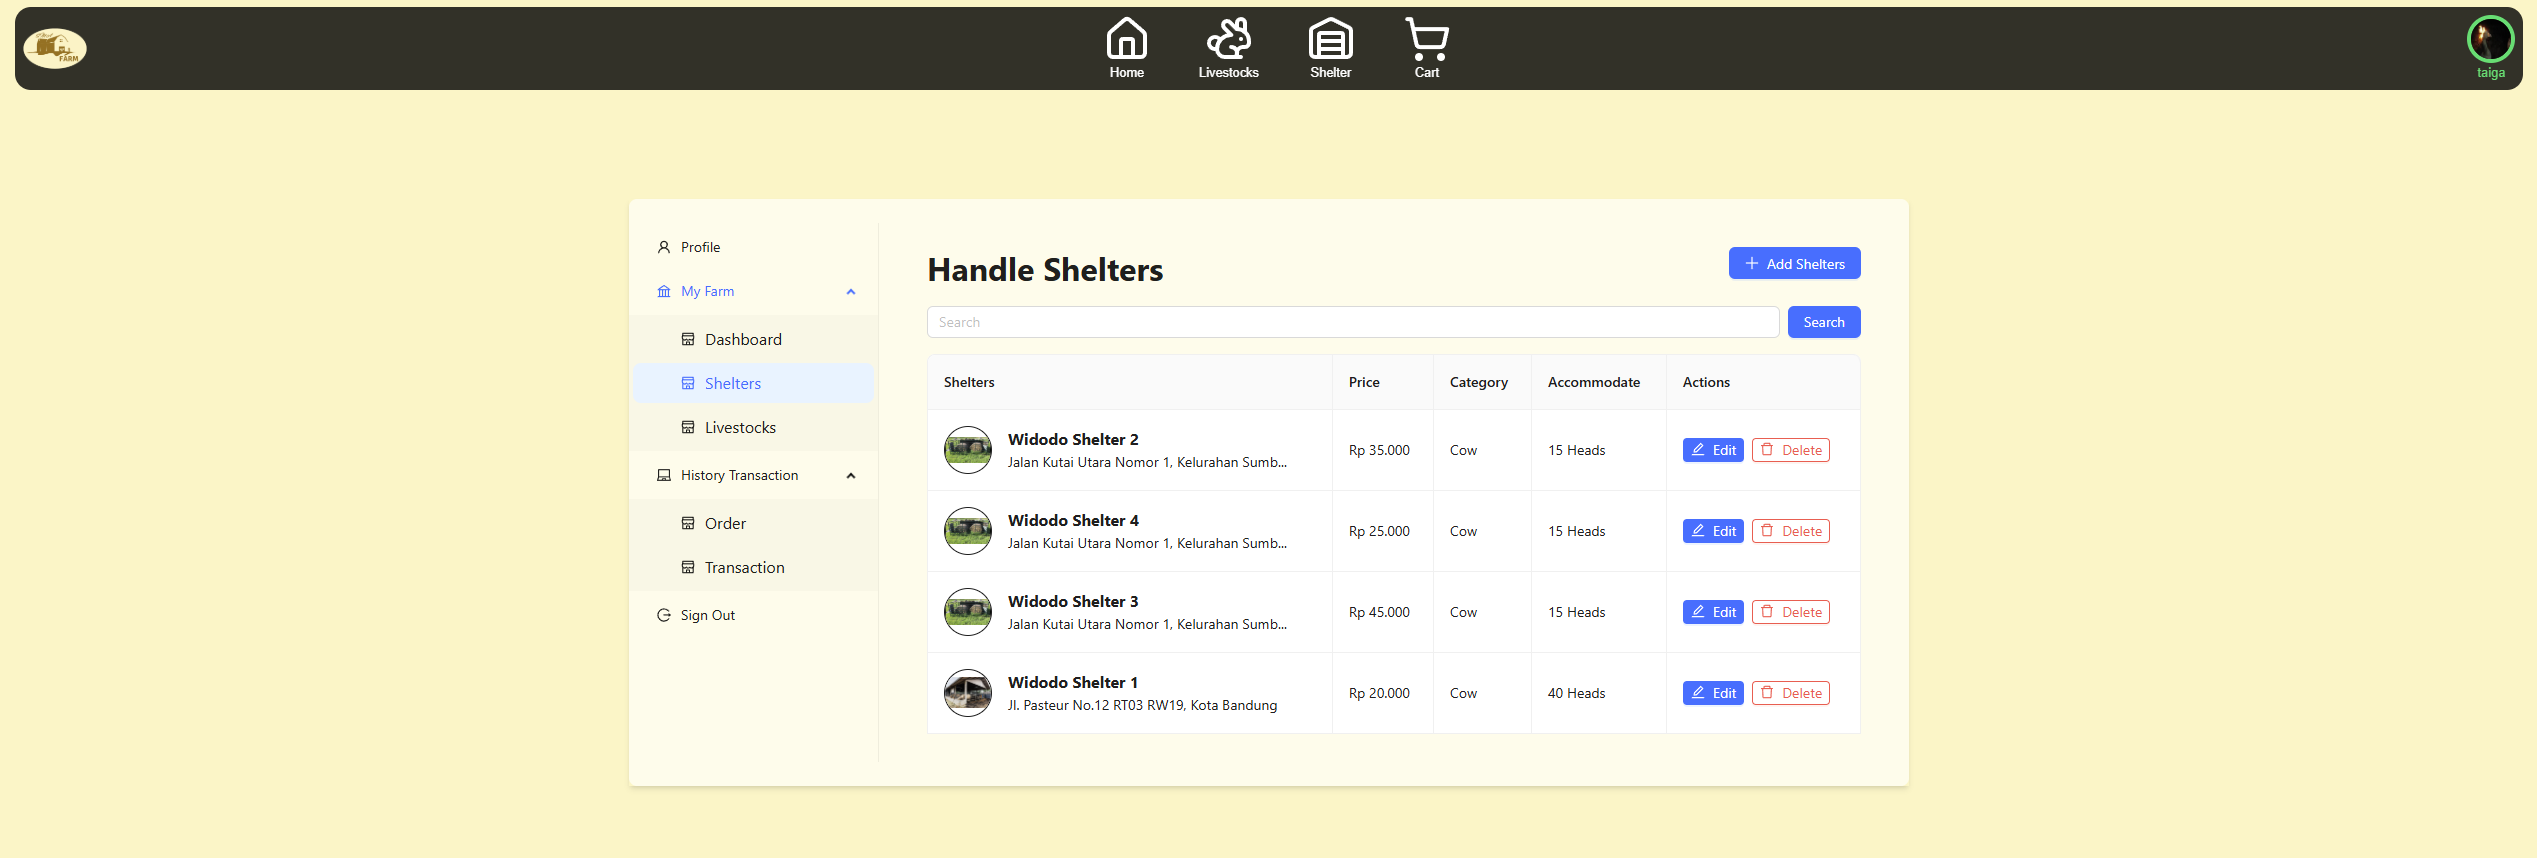 FARM
Home
Livestocks
Shelter
Cart
taiga
Profile
My Farm
Dashboard
Shelters
Livestocks
History Transaction
Order
Transaction
Sign Out
Handle Shelters
Add Shelters
Search
Search
Shelters Price Category Accommodate Actions
Widodo Shelter 2
Jalan Kutai Utara Nomor 1, Kelurahan Sumb...
Rp 35.000 Cow 15 Heads Edit Delete
Widodo Shelter 4
Jalan Kutai Utara Nomor 1, Kelurahan Sumb...
Rp 25.000 Cow 15 Heads Edit Delete
Widodo Shelter 3
Jalan Kutai Utara Nomor 1, Kelurahan Sumb...
Rp 45.000 Cow 15 Heads Edit Delete
Widodo Shelter 1
Jl. Pasteur No.12 RT03 RW19, Kota Bandung
Rp 20.000 Cow 40 Heads Edit Delete